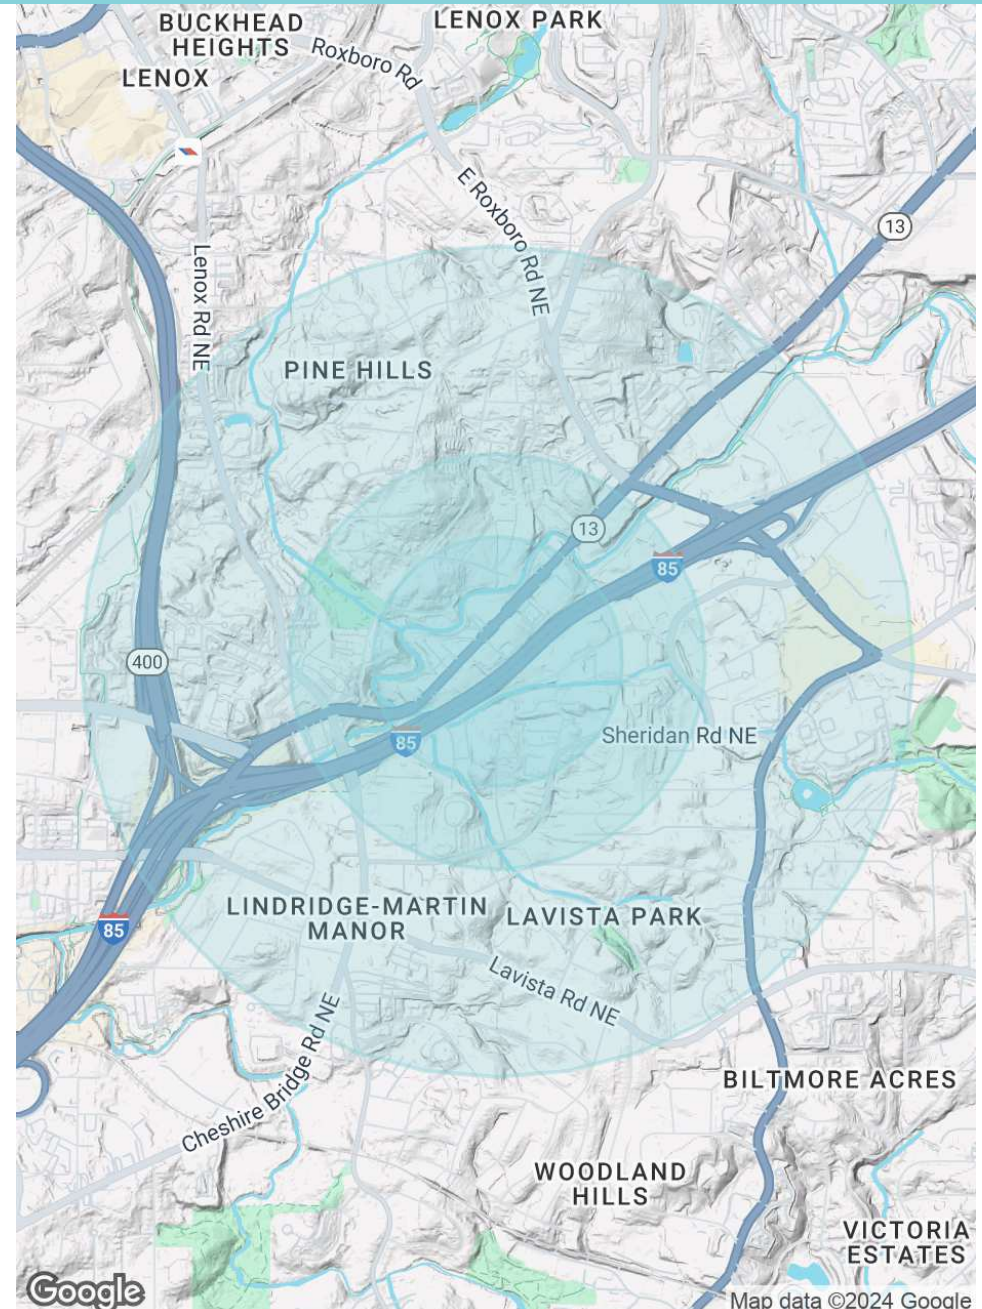 BUCKHEAD
HEIGHTS
LENOX PARK
Roxboro Rd
LENOX
E Roxboro Rd NE
13
Lenox Rd NE
PINE HILLS
13
85
400
Sheridan Rd NE
85
LINDRIDGE-MARTIN
MANOR
LAVISTA PARK
85
Lavista Rd NE
Cheshire Bridge Rd NE
BILTMORE ACRES
WOODLAND
HILLS
VICTORIA
ESTATES
Google
Map data ©2024 Google